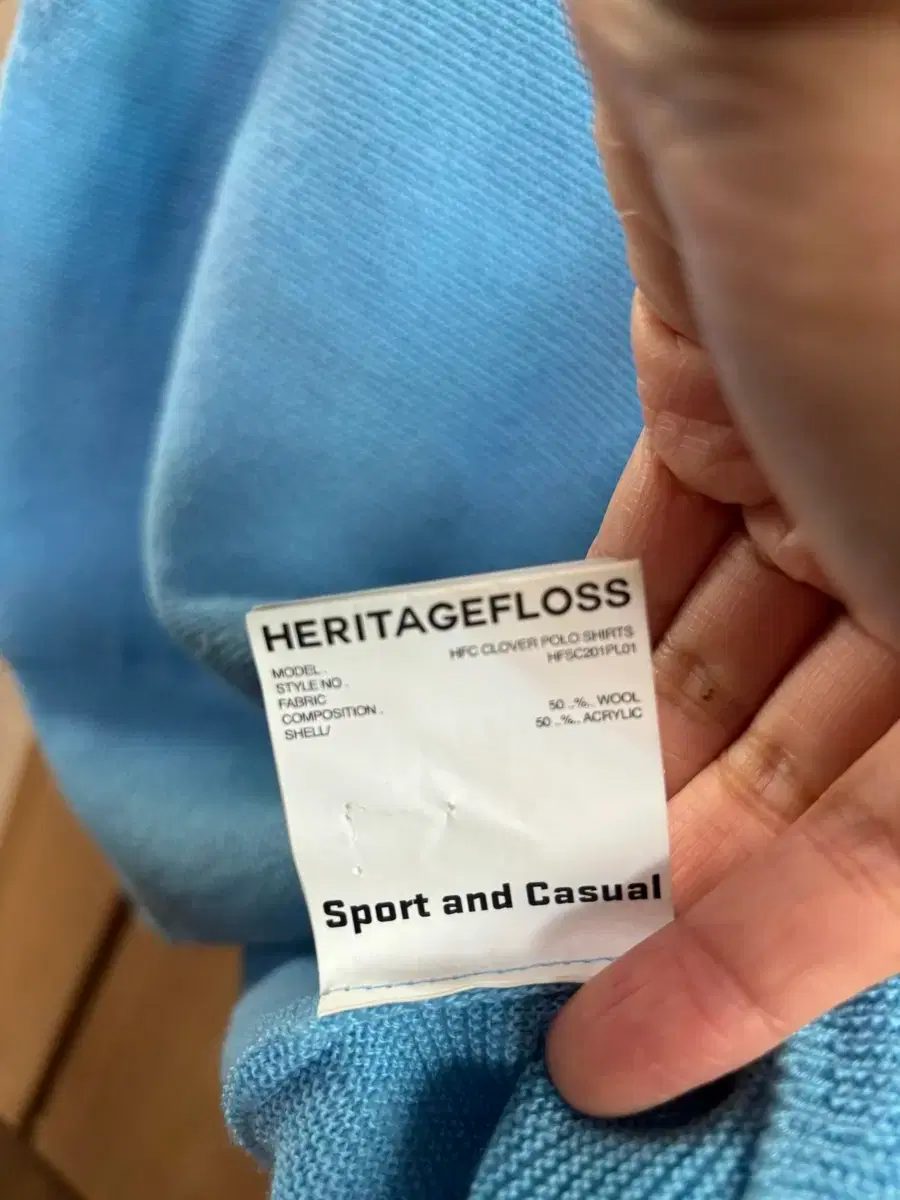 HERITAGEFLOSS
MODEL. HFC CLOVER POLO SHIRTS
STYLE NO. HFSC201PL01
FABRIC
COMPOSITION. 50 ..%.. WOOL
SHELL/ 50 ..%.. ACRYLIC
Sport and Casual